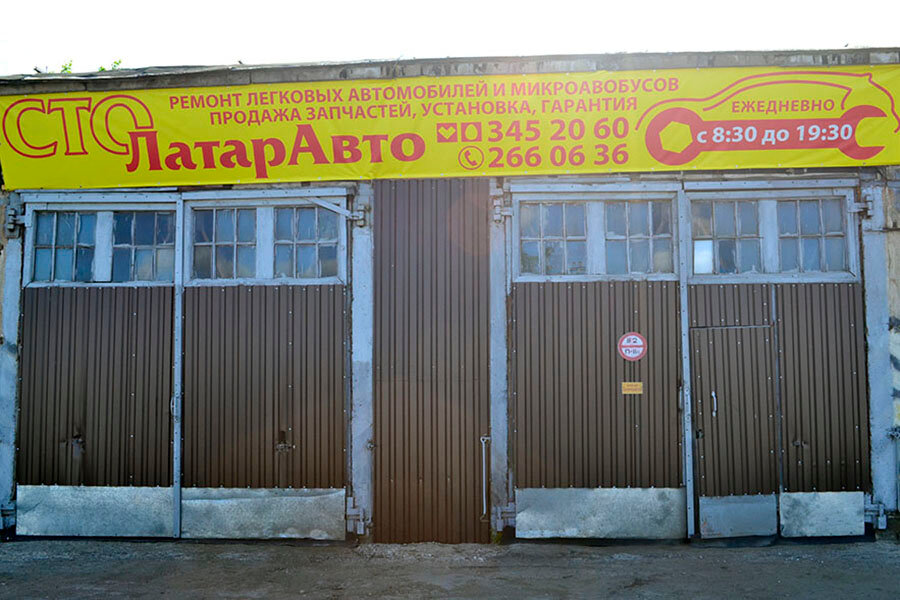 СТО
РЕМОНТ ЛЕГКОВЫХ АВТОМОБИЛЕЙ И МИКРОАВОБУСОВ
ПРОДАЖА ЗАПЧАСТЕЙ, УСТАНОВКА, ГАРАНТИЯ
ЛатарАвто
345 20 60
266 06 36
ЕЖЕДНЕВНО
с 8:30 до 19:30
№2